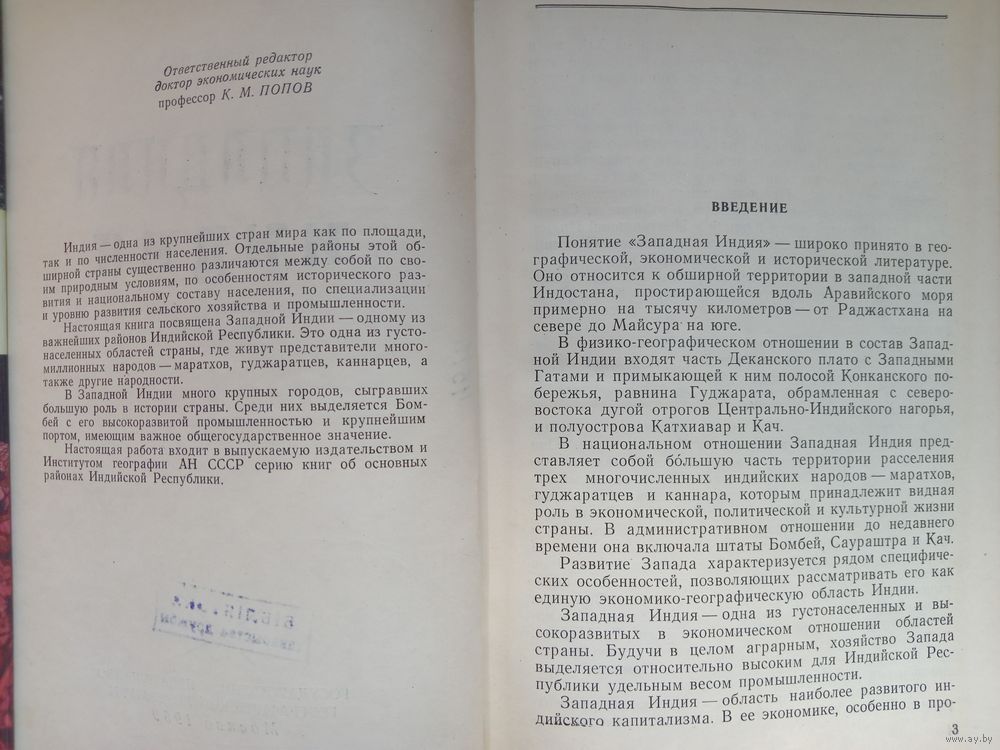 Ответственный редактор
доктор экономических наук
профессор К. М. ПОПОВ
Индия — одна из крупнейших стран мира как по площади,
так и по численности населения. Отдельные районы этой об-
ширной страны существенно различаются между собой по сво-
им природным условиям, по особенностям исторического раз-
вития и национальному составу населения, по специализации
и уровню развития сельского хозяйства и промышленности.
Настоящая книга посвящена Западной Индии — одному из
важнейших районов Индийской Республики. Это одна из густо-
населенных областей страны, где живут представители много-
миллионных народов — маратхов, гуджаратцев, каннарцев, а
также другие народности.
В Западной Индии много крупных городов, сыгравших
большую роль в истории страны. Среди них выделяется Бом-
бей с его высокоразвитой промышленностью и крупнейшим
портом, имеющим важное общегосударственное значение.
Настоящая работа входит в выпускаемую издательством и
Институтом географии АН СССР серию книг об основных
районах Индийской Республики.
ВВЕДЕНИЕ
Понятие «Западная Индия» — широко принято в гео-
графической, экономической и исторической литературе.
Оно относится к обширной территории в западной части
Индостана, простирающейся вдоль Аравийского моря
примерно на тысячу километров — от Раджастхана на
севере до Майсура на юге.
В физико-географическом отношении в состав Запад-
ной Индии входят часть Деканского плато с Западными
Гатами и примыкающей к ним полосой Конканского по-
бережья, равнина Гуджарата, обрамленная с северо-
востока дугой отрогов Центрально-Индийского нагорья,
и полуострова Катхиавар и Кач.
В национальном отношении Западная Индия пред-
ставляет собой бо́льшую часть территории расселения
трех многочисленных индийских народов — маратхов,
гуджаратцев и каннара, которым принадлежит видная
роль в экономической, политической и культурной жизни
страны. В административном отношении до недавнего
времени она включала штаты Бомбей, Саураштра и Кач.
Развитие Запада характеризуется рядом специфиче-
ских особенностей, позволяющих рассматривать его как
единую экономико-географическую область Индии.
Западная Индия — одна из густонаселенных и вы-
сокоразвитых в экономическом отношении областей
страны. Будучи в целом аграрным, хозяйство Запада
выделяется относительно высоким для Индийской Рес-
публики удельным весом промышленности.
Западная Индия — область наиболее развитого ин-
дийского капитализма. В ее экономике, особенно в про-
3
www.ay.by